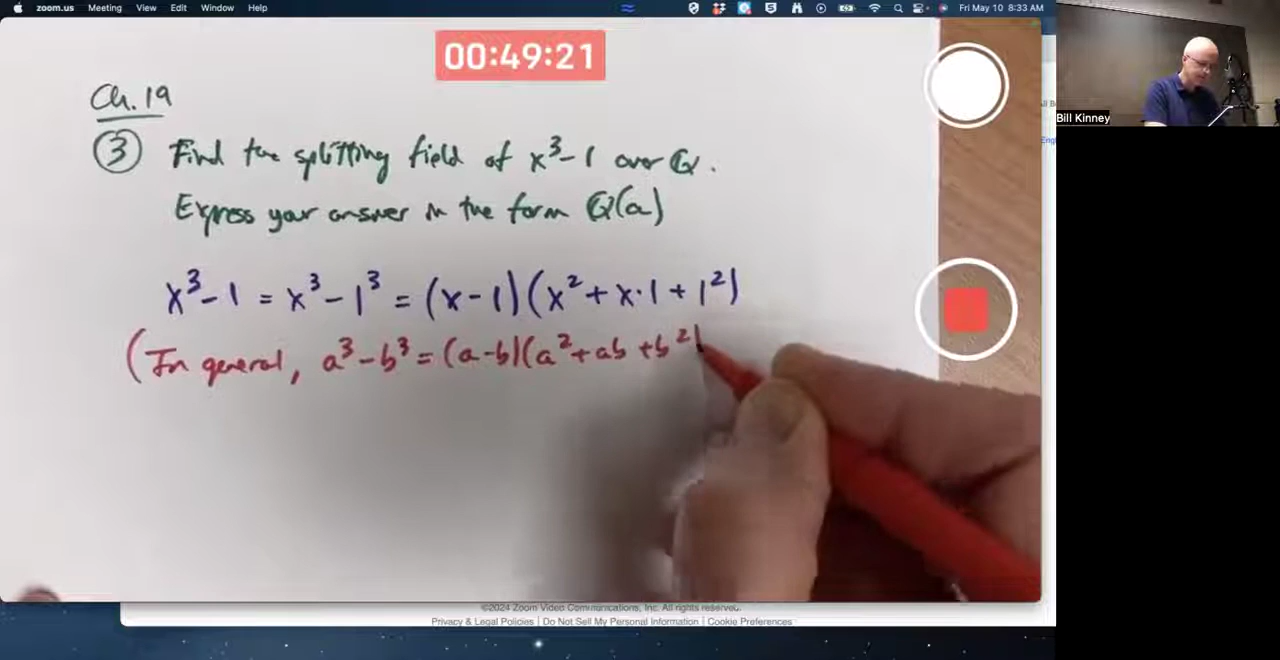 zoom.us Meeting View Edit Window Help
Fri May 10 8:33 AM
00:49:21
Bill Kinney
Ch. 19
③ Find the splitting field of x³-1 over ℚ.
Express your answer in the form ℚ(a)
x³-1 = x³-1³ = (x-1)(x²+x·1+1²)
(In general, a³-b³ = (a-b)(a²+ab+b²)
©2024 Zoom Video Communications, Inc. All rights reserved.
Privacy & Legal Policies | Do Not Sell My Personal Information | Cookie Preferences